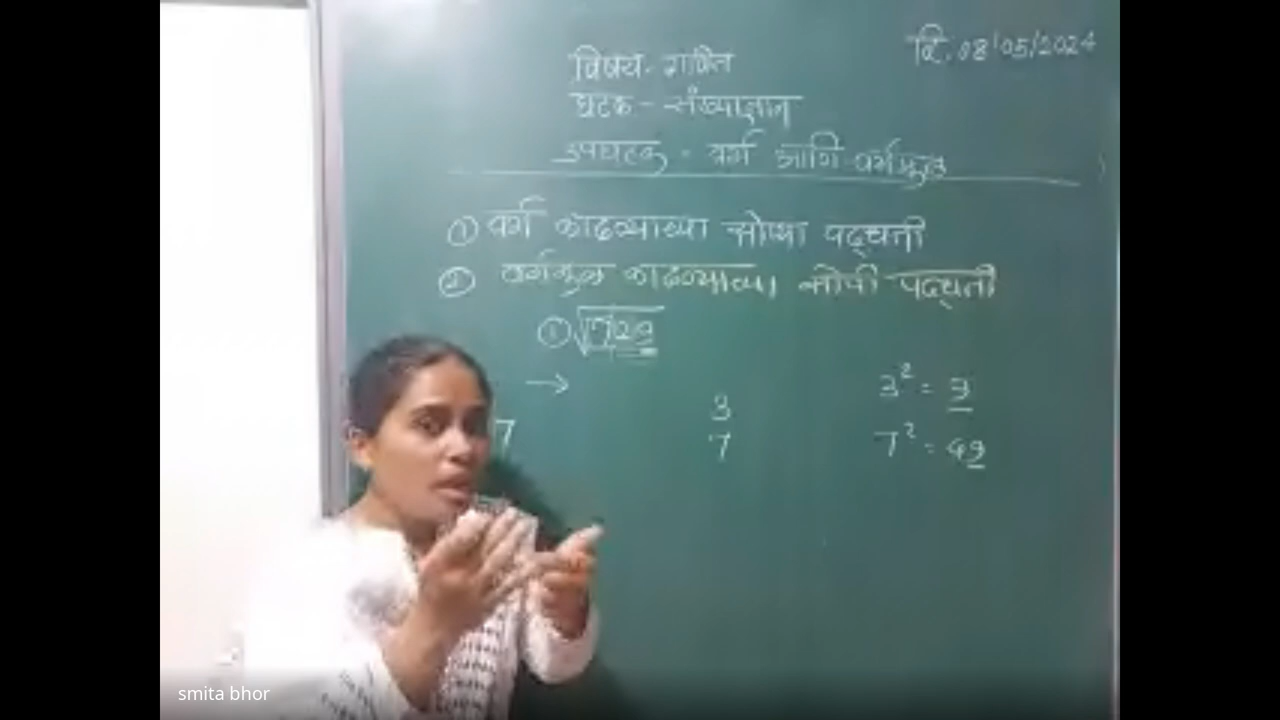 दि. 08/05/2024
विषय - गणित
घटक - संख्याज्ञान
उपघटक - वर्ग आणि वर्गमूळ
① वर्ग काढण्याच्या सोप्या पद्धती
② वर्गमूळ काढण्याच्या सोपी पद्धती
① √729
→
3² = 9
3
7
7
7² = 49
smita bhor